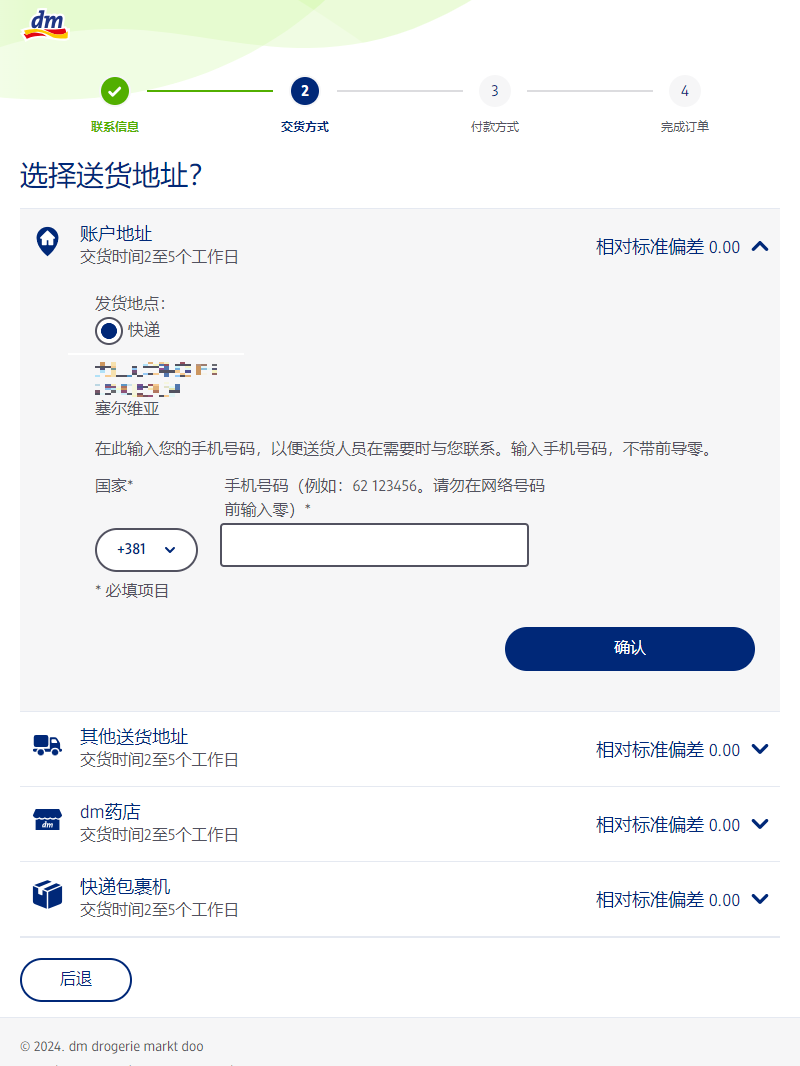 dm
2
3
4
联系信息
交货方式
付款方式
完成订单
选择送货地址？
账户地址
交货时间2至5个工作日
相对标准偏差 0.00
发货地点：
快递
塞尔维亚
在此输入您的手机号码，以便送货人员在需要时与您联系。输入手机号码，不带前导零。
国家*
手机号码（例如：62 123456。请勿在网络号码
前输入零）*
+381
* 必填项目
确认
其他送货地址
交货时间2至5个工作日
相对标准偏差 0.00
dm
dm药店
交货时间2至5个工作日
相对标准偏差 0.00
快递包裹机
交货时间2至5个工作日
相对标准偏差 0.00
后退
© 2024. dm drogerie markt doo